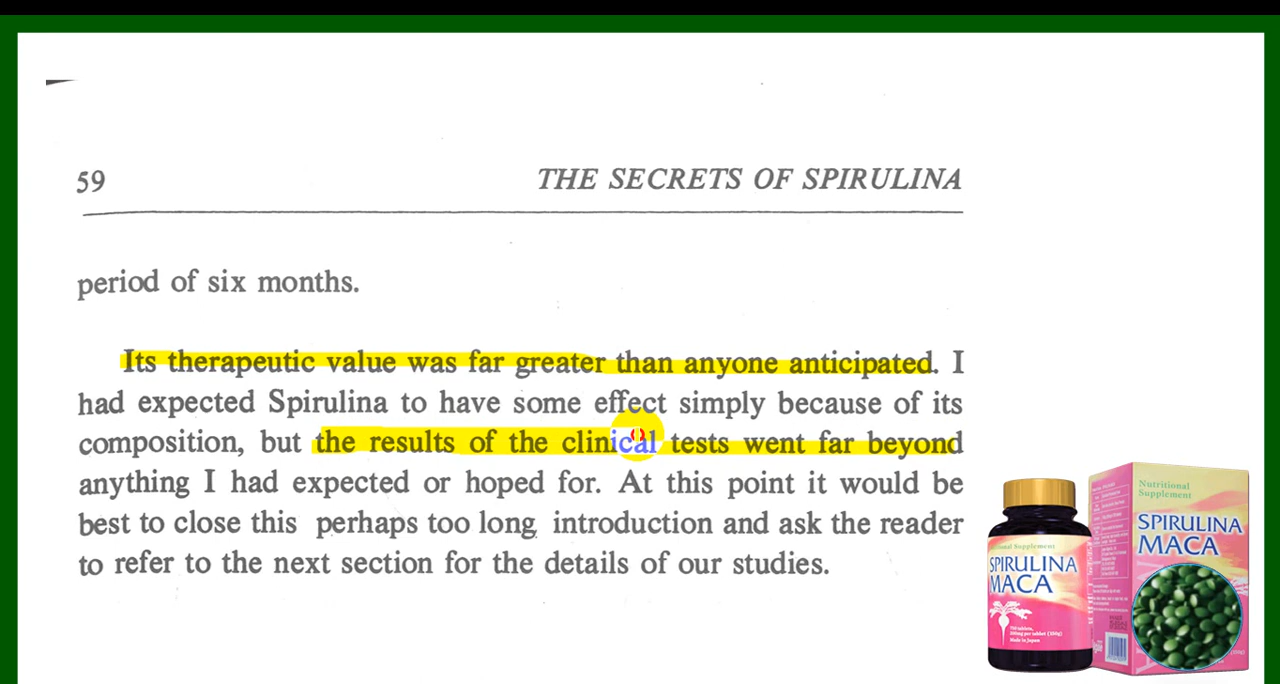 59
THE SECRETS OF SPIRULINA
period of six months.
Its therapeutic value was far greater than anyone anticipated. I
had expected Spirulina to have some effect simply because of its
composition, but the results of the clinical tests went far beyond
anything I had expected or hoped for. At this point it would be
best to close this perhaps too long introduction and ask the reader
to refer to the next section for the details of our studies.
Nutritional
Supplement
SPIRULINA
MACA
Supplement
SPIRULINA
MACA
Made in Japan